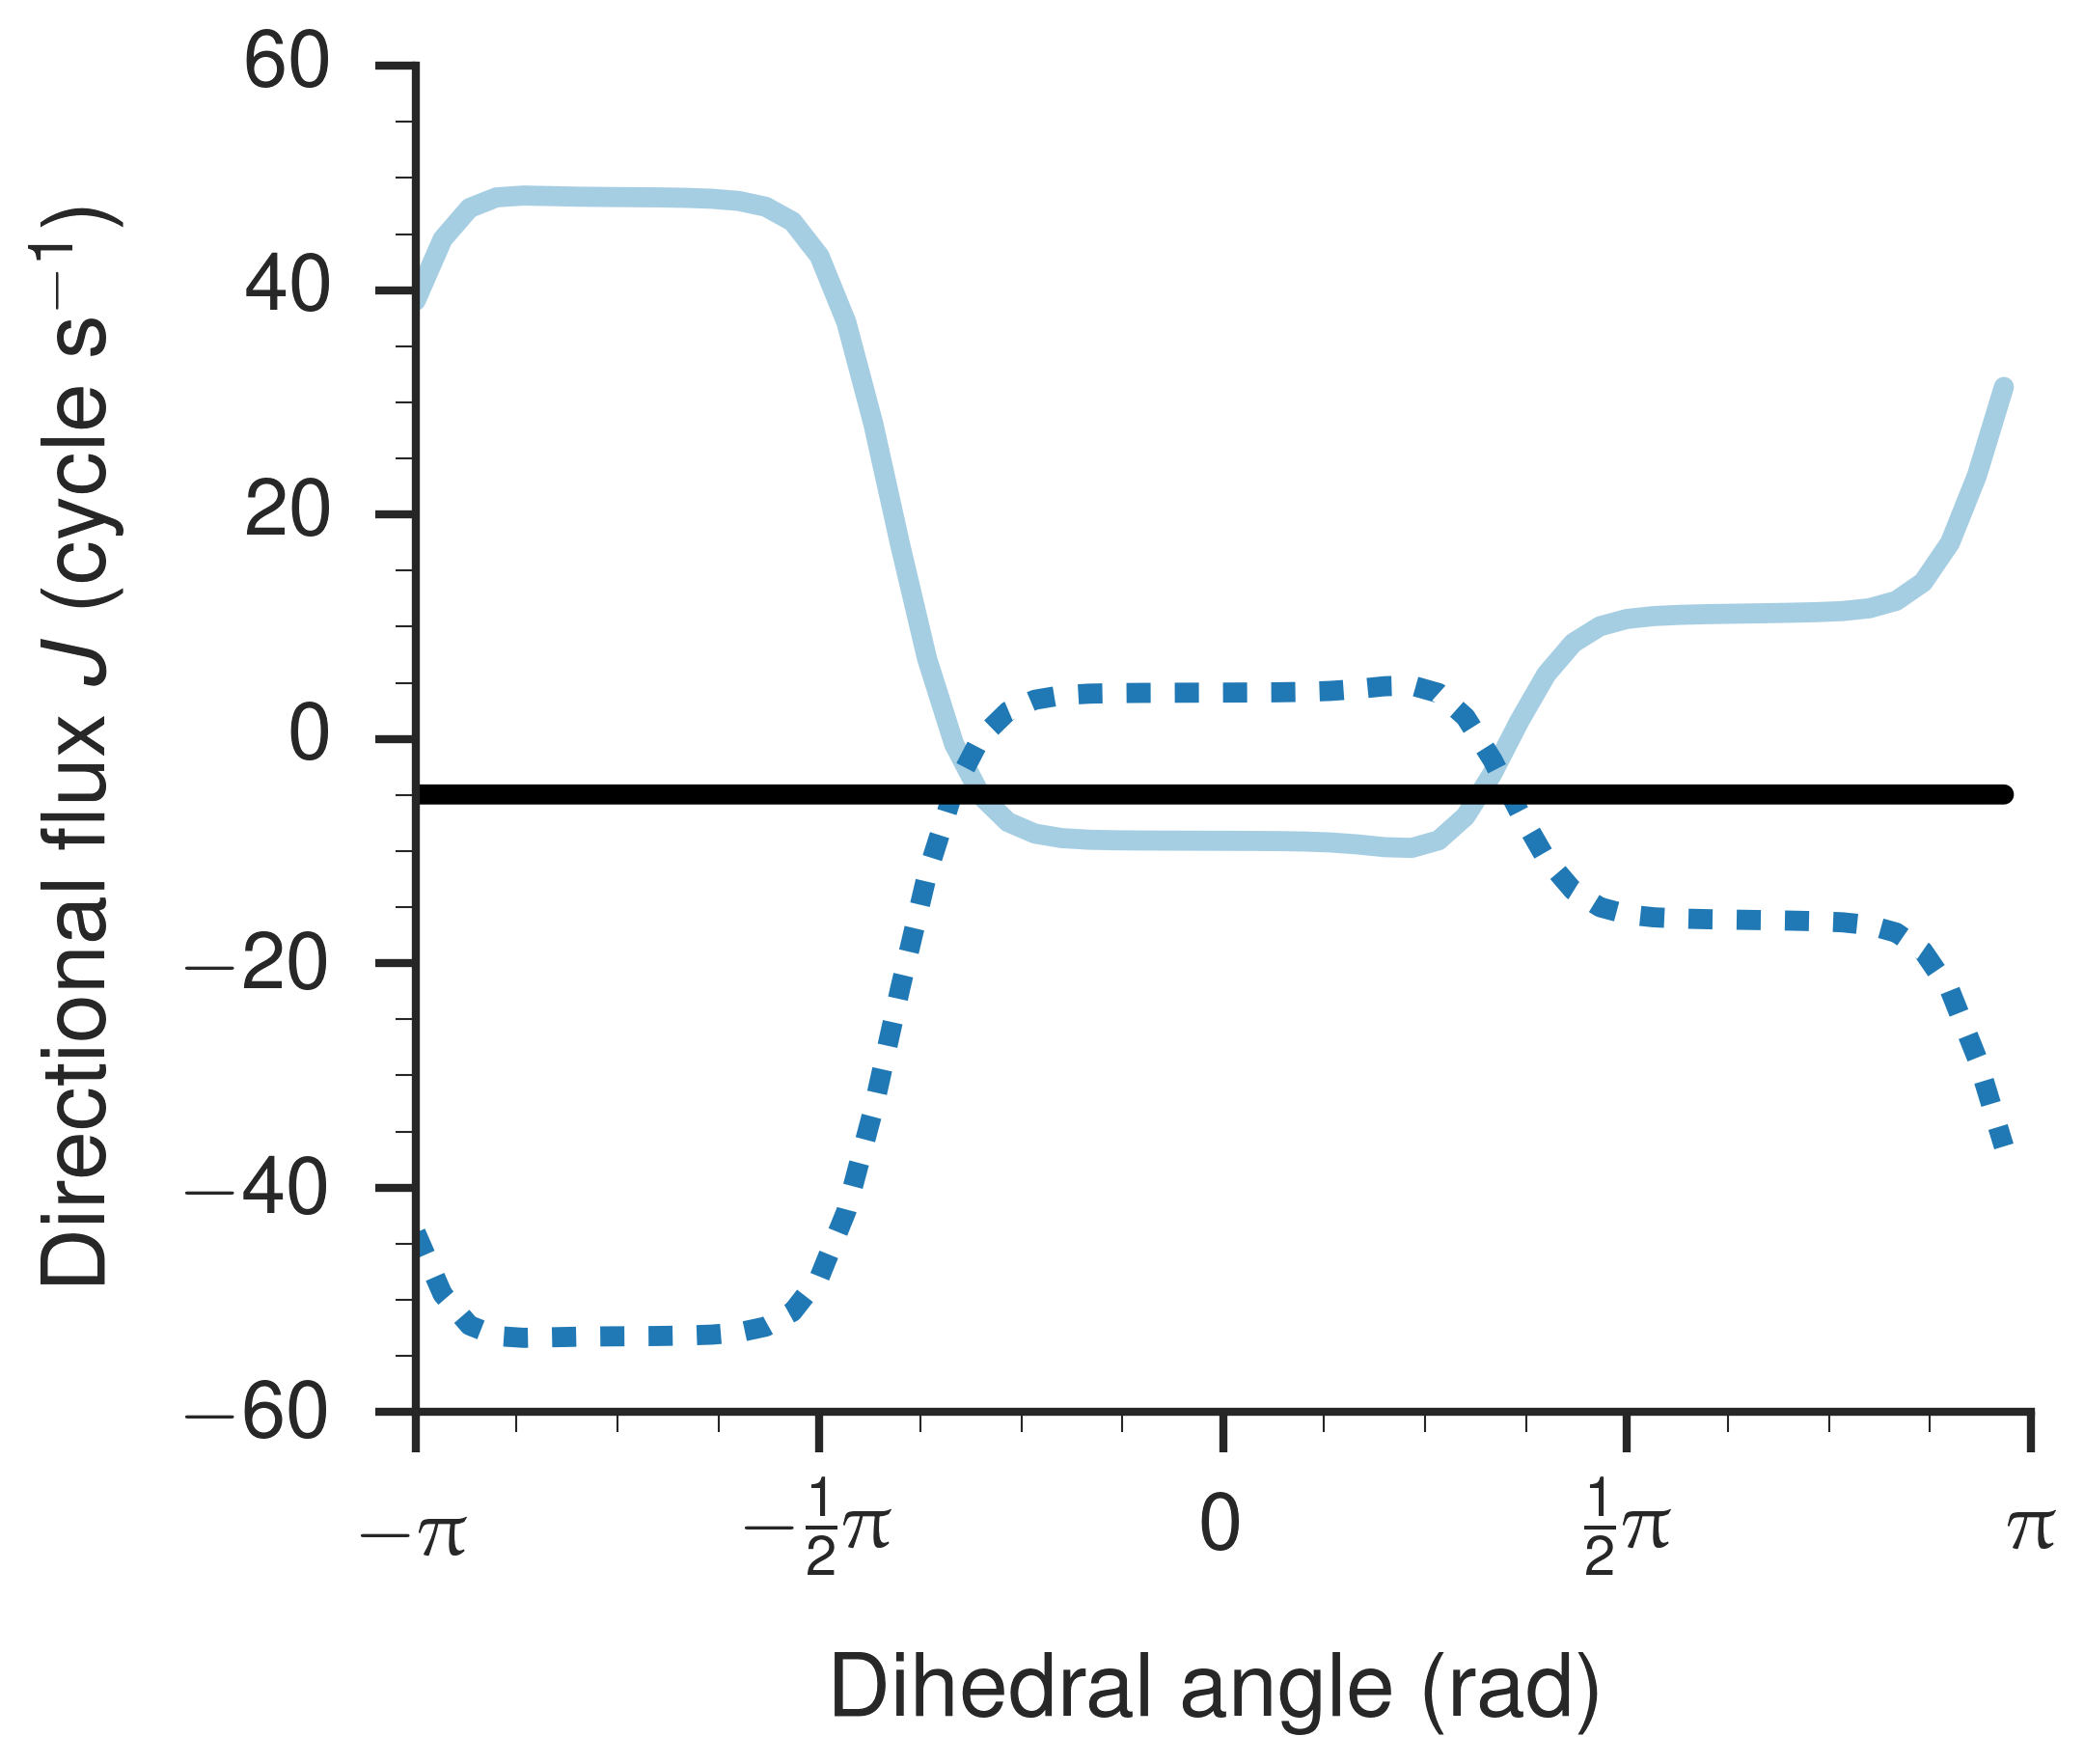 Directional flux J (cycle s⁻¹)
60
40
20
0
−20
−40
−60
−π
−½π
0
½π
π
Dihedral angle (rad)